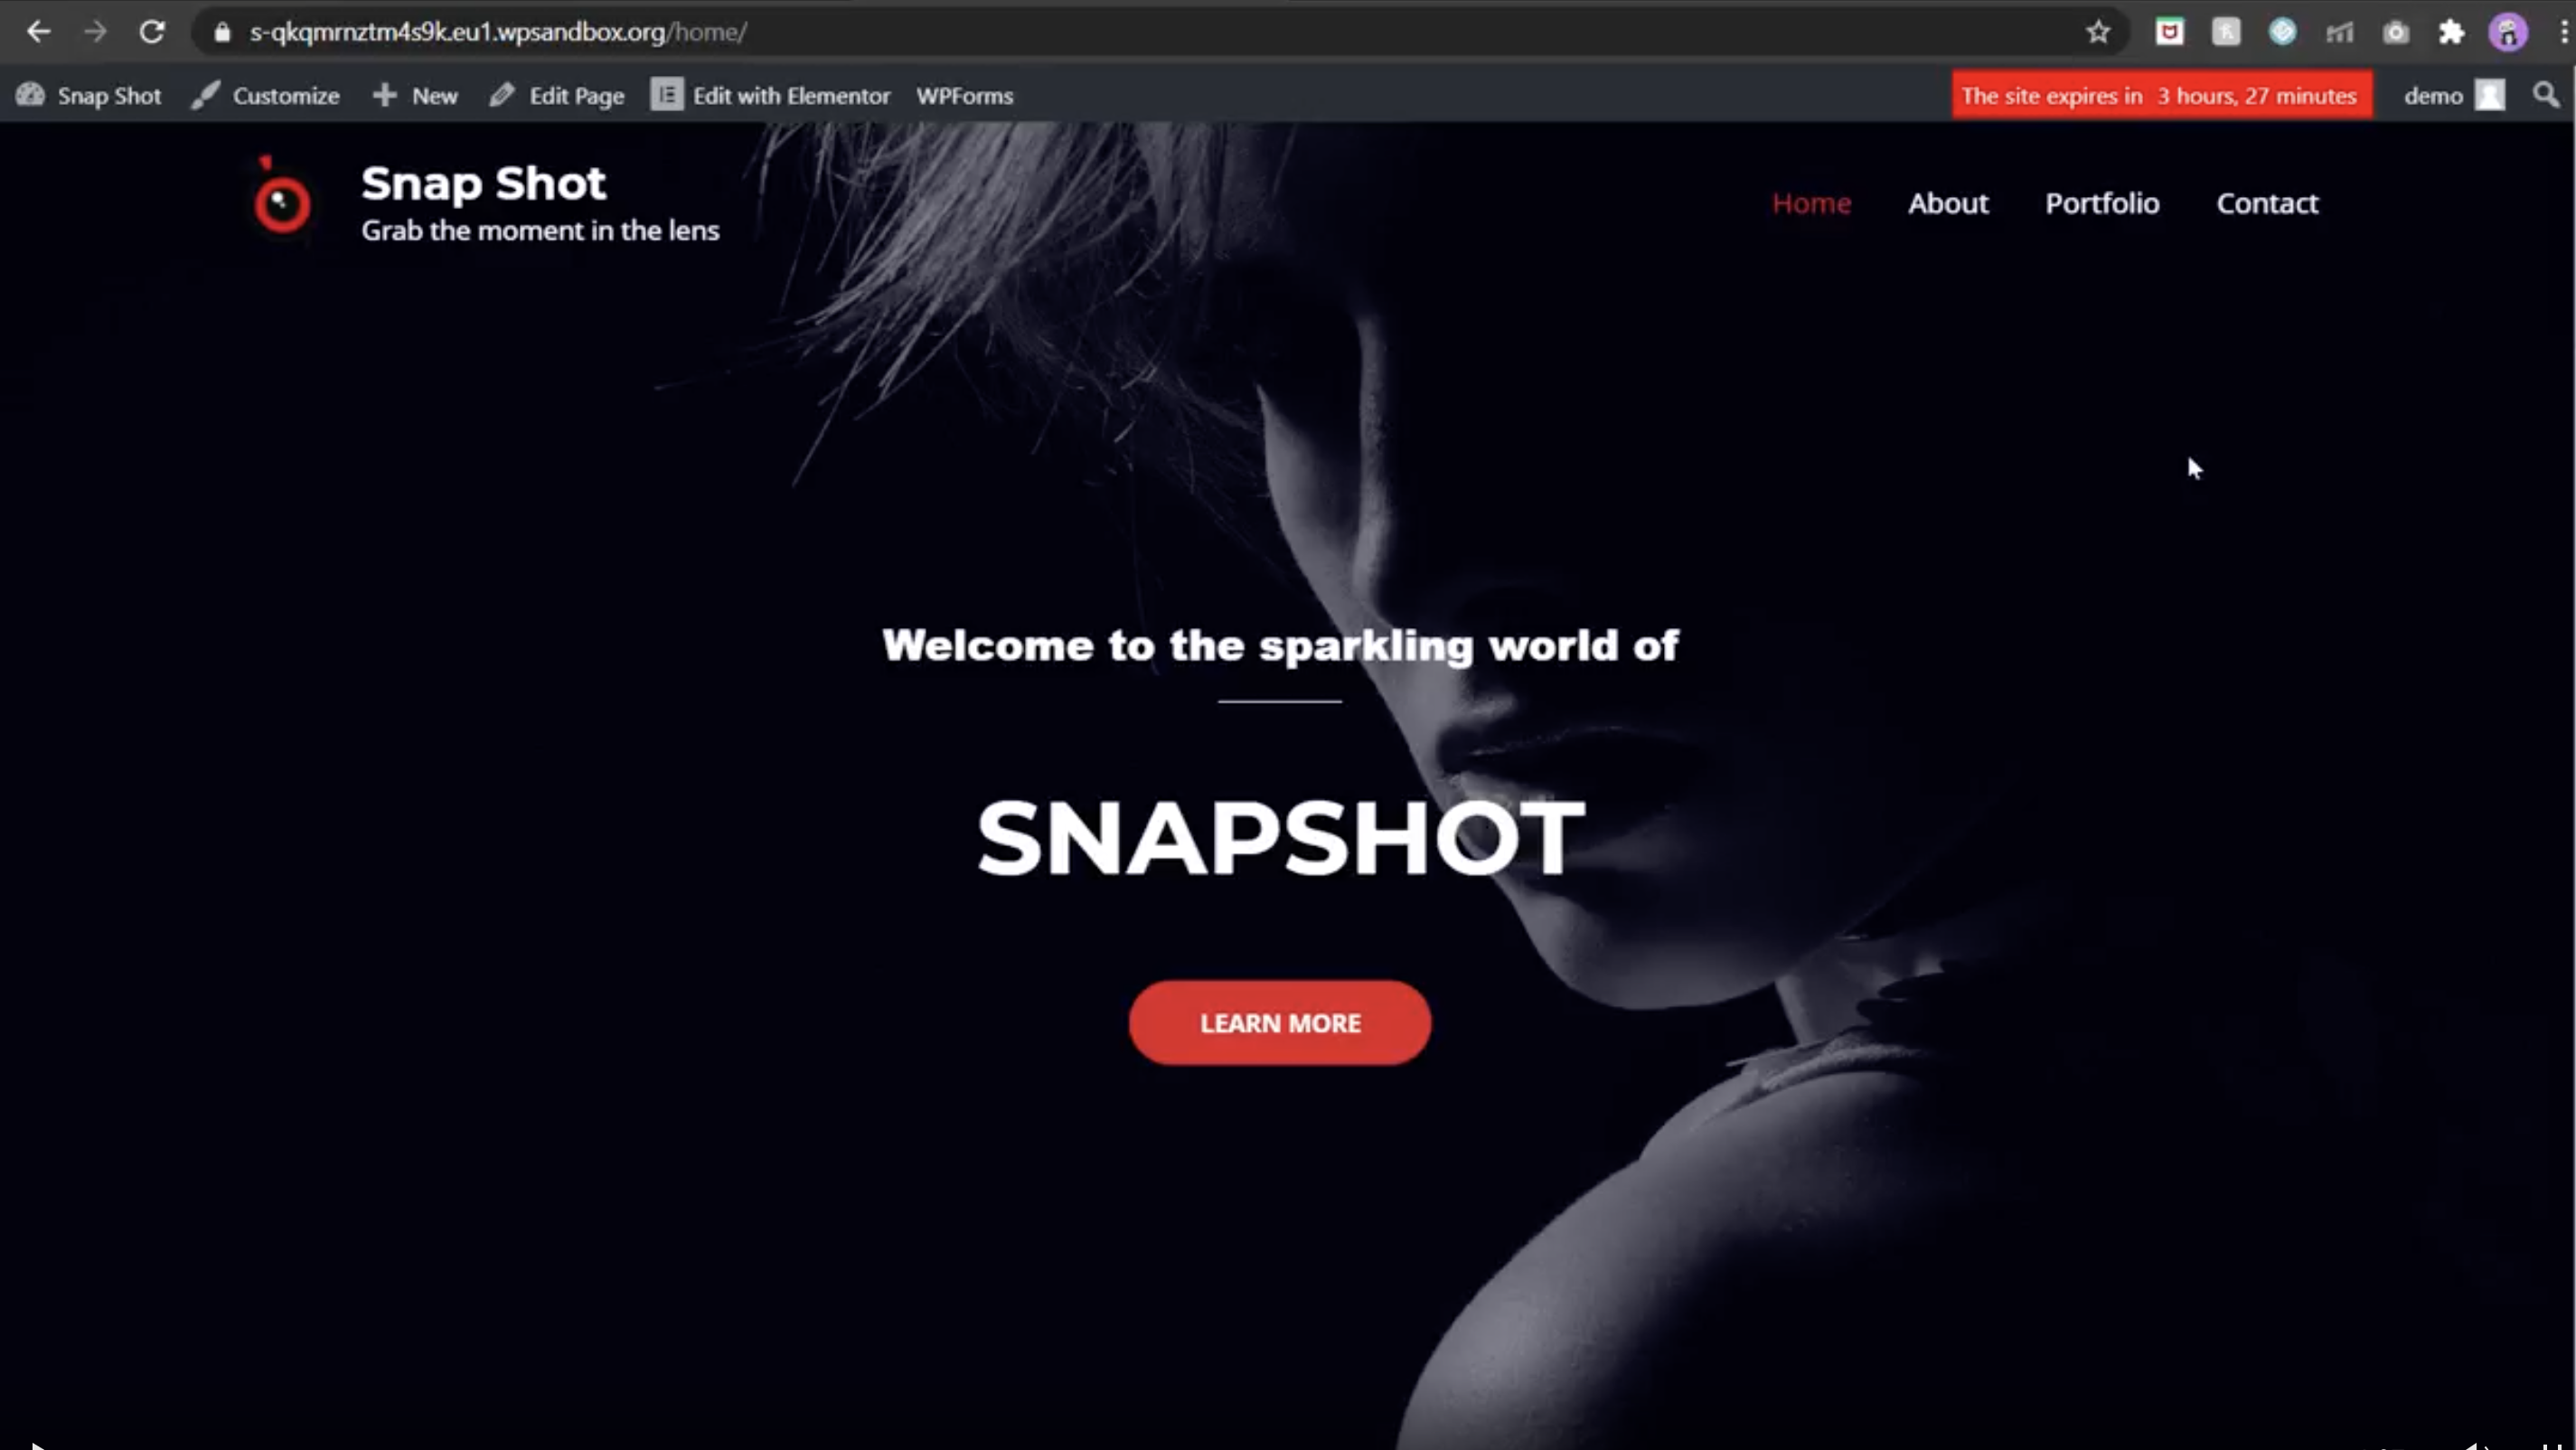 s-qkqmrnztm4s9k.eu1.wpsandbox.org/home/
Snap Shot Customize New Edit Page Edit with Elementor WPForms The site expires in 3 hours, 27 minutes demo
Snap Shot
Grab the moment in the lens
Home About Portfolio Contact
Welcome to the sparkling world of
SNAPSHOT
LEARN MORE